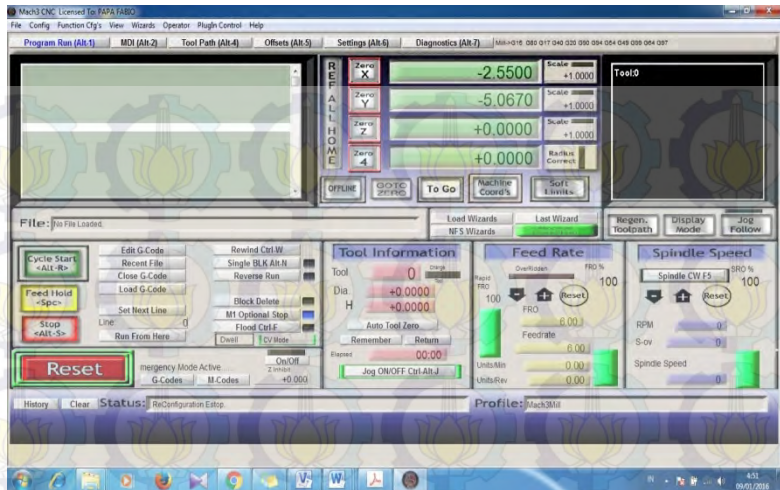 Mach3 CNC Licensed To: PAPA FABIO
File Config Function Cfg's View Wizards Operator PlugIn Control Help
Program Run (Alt-1) MDI (Alt-2) Tool Path (Alt-4) Offsets (Alt-5) Settings (Alt-6) Diagnostics (Alt-7)
REF ALL HOME
Zero X -2.5500 Scale +1.0000
Zero Y -5.0670 Scale +1.0000
Zero Z +0.0000 Scale +1.0000
Zero 4 +0.0000 Radius Correct
Tool:0
OFFLINE GOTO ZERO To Go Machine Coord's Soft Limits
File: No File Loaded.
Load Wizards Last Wizard
NFS Wizards
Regen. Toolpath Display Mode Jog Follow
Cycle Start <Alt-R>
Feed Hold <Spc>
Stop <Alt-S>
Edit G-Code Rewind Ctrl-W
Recent File Single BLK Alt-N
Close G-Code Reverse Run
Load G-Code
Block Delete
Set Next Line M1 Optional Stop
Line: 0 Flood Ctrl-F
Run From Here Dwell CV Mode
Reset
mergency Mode Active
On/Off
Z Inhibit
+0.000
G-Codes M-Codes
Tool Information
Tool 0 Change
Dia. +0.0000
H +0.0000
Auto Tool Zero
Remember Return
Elapsed 00:00
Jog ON/OFF Ctrl-Alt-J
Feed Rate
OverRidden FRO %
100
Rapid FRO
100
Reset
FRO
6.00
Feedrate
6.00
Units/Min 0.00
Units/Rev 0.00
Spindle Speed
Spindle CW F5
SRO %
100
Reset
RPM 0
S-ov 0
Spindle Speed
0
History Clear Status: ReConfiguration Estop. Profile: Mach3Mill
IN 4:51
09/01/2016